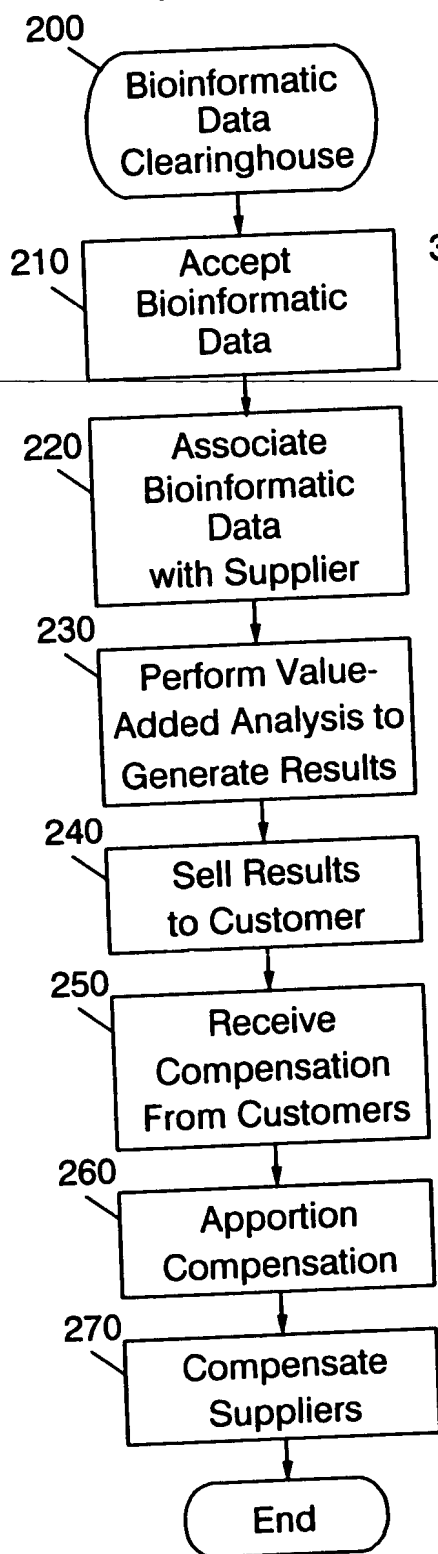 200
Bioinformatic
Data
Clearinghouse
210
Accept
Bioinformatic
Data
3
220
Associate
Bioinformatic
Data
with Supplier
230
Perform Value-
Added Analysis to
Generate Results
240
Sell Results
to Customer
250
Receive
Compensation
From Customers
260
Apportion
Compensation
270
Compensate
Suppliers
End